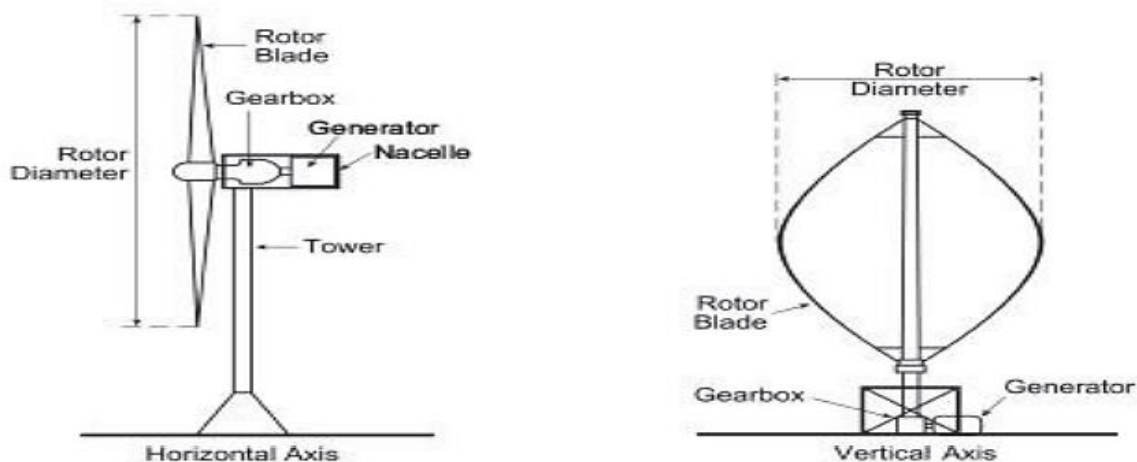 Rotor
Blade
Gearbox
Generator
Nacelle
Rotor
Diameter
Tower
Horizontal Axis
Rotor
Diameter
Rotor
Blade
Gearbox
Generator
Vertical Axis